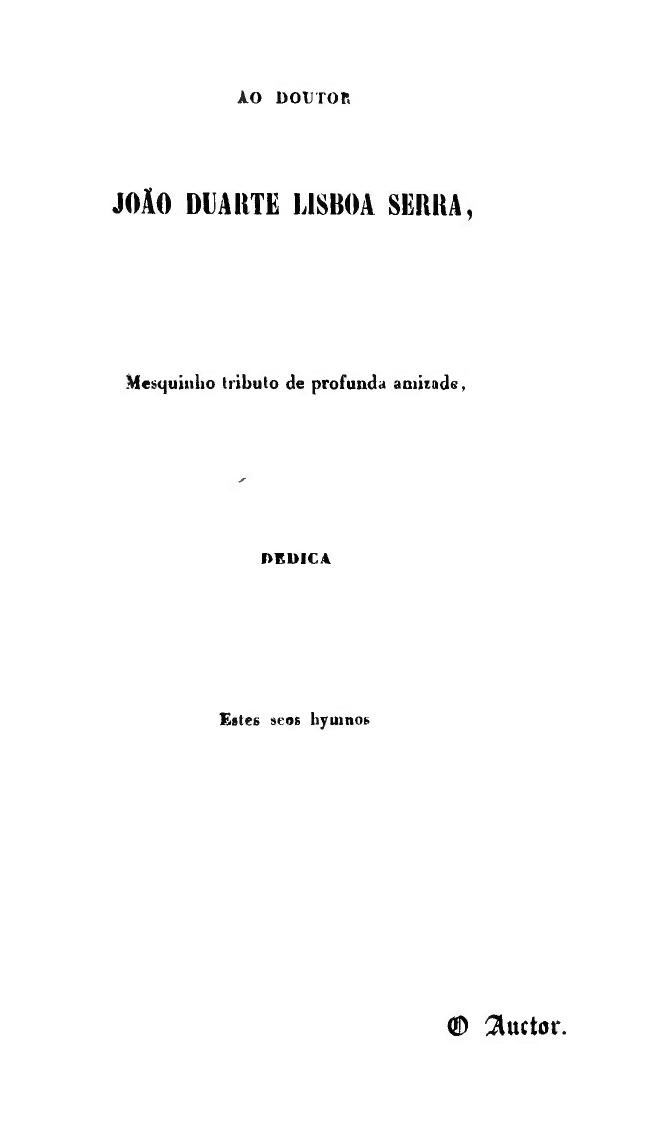 AO DOUTOR
JOÃO DUARTE LISBOA SERRA,
Mesquinho tributo de profunda amizade,
DEDICA
Estes seos hymnos
O Auctor.